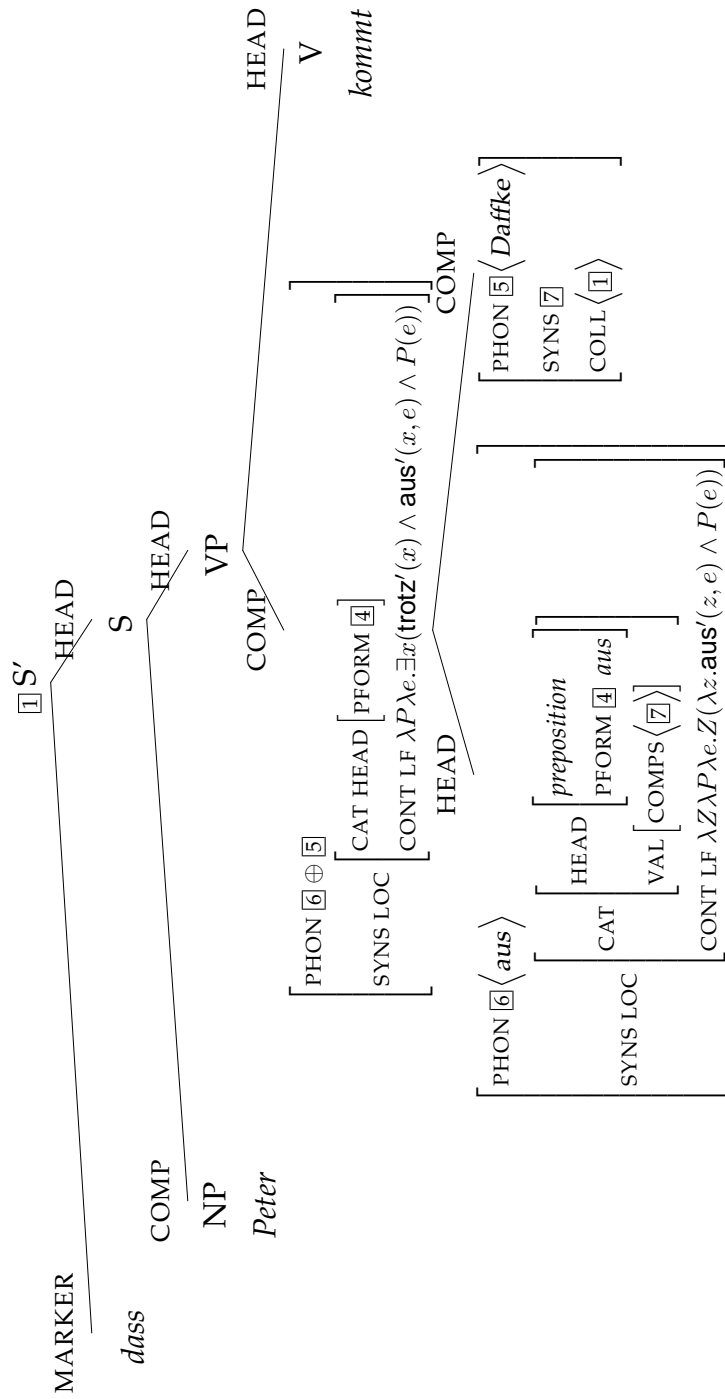 1 S′
MARKER HEAD
dass S
COMP HEAD
NP VP
Peter
COMP HEAD
V
kommt
PHON 6 ⊕ 5
SYNS LOC
CAT HEAD [PFORM 4]
CONT LF λPλe.∃x(trotz′(x) ∧ aus′(x, e) ∧ P(e))
HEAD COMP
PHON 6 ⟨aus⟩
SYNS LOC
CAT
HEAD
preposition
PFORM 4 aus
VAL [COMPS⟨7⟩]
CONT LF λZλPλe.Z(λz.aus′(z, e) ∧ P(e))
PHON 5 ⟨Daffke⟩
SYNS 7
COLL ⟨1⟩